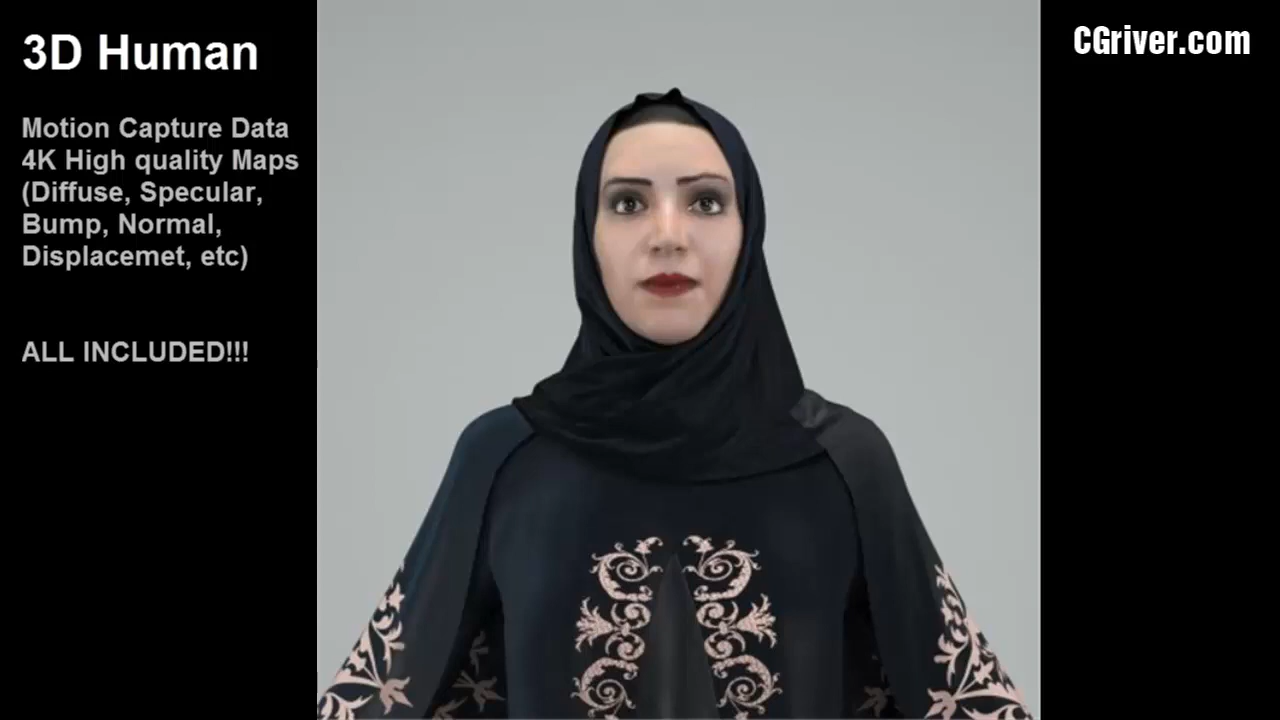 3D Human
CGriver.com
Motion Capture Data
4K High quality Maps
(Diffuse, Specular,
Bump, Normal,
Displacemet, etc)
ALL INCLUDED!!!